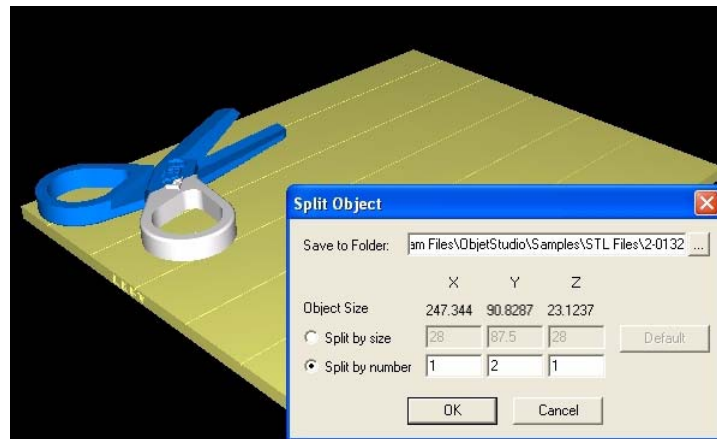 Split Object
Save to Folder: am Files\ObjetStudio\Samples\STL Files\2-0132 ...
X Y Z
Object Size 247.344 90.8287 23.1237
Split by size 28 87.5 28 Default
Split by number 1 2 1
OK Cancel